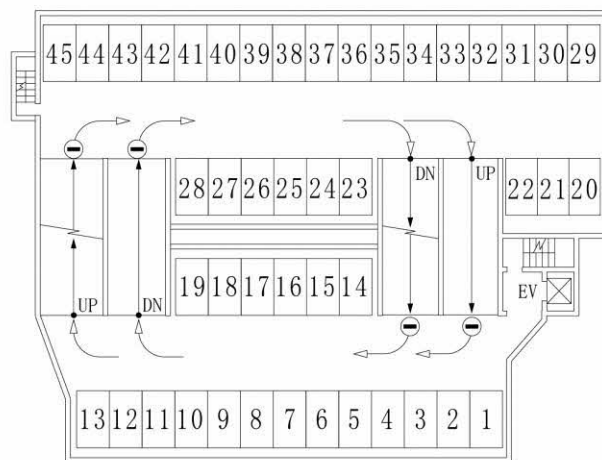 45 44 43 42 41 40 39 38 37 36 35 34 33 32 31 30 29
28 27 26 25 24 23 DN UP 22 21 20
19 18 17 16 15 14 EV
UP DN
13 12 11 10 9 8 7 6 5 4 3 2 1